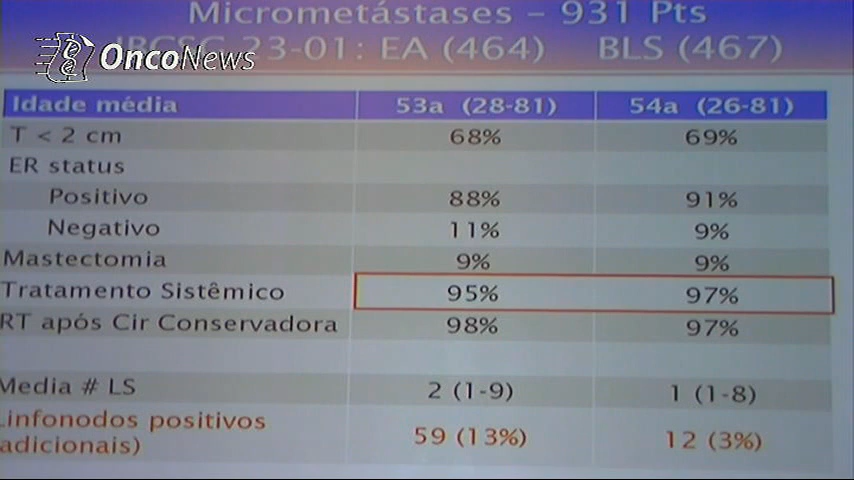 Micrometástases – 931 Pts
IBCSG 23-01: EA (464) BLS (467)
OncoNews
Idade média 53a (28-81) 54a (26-81)
T < 2 cm 68% 69%
ER status
Positivo 88% 91%
Negativo 11% 9%
Mastectomia 9% 9%
Tratamento Sistêmico 95% 97%
RT após Cir Conservadora 98% 97%
Media # LS 2 (1-9) 1 (1-8)
Linfonodos positivos
adicionais) 59 (13%) 12 (3%)